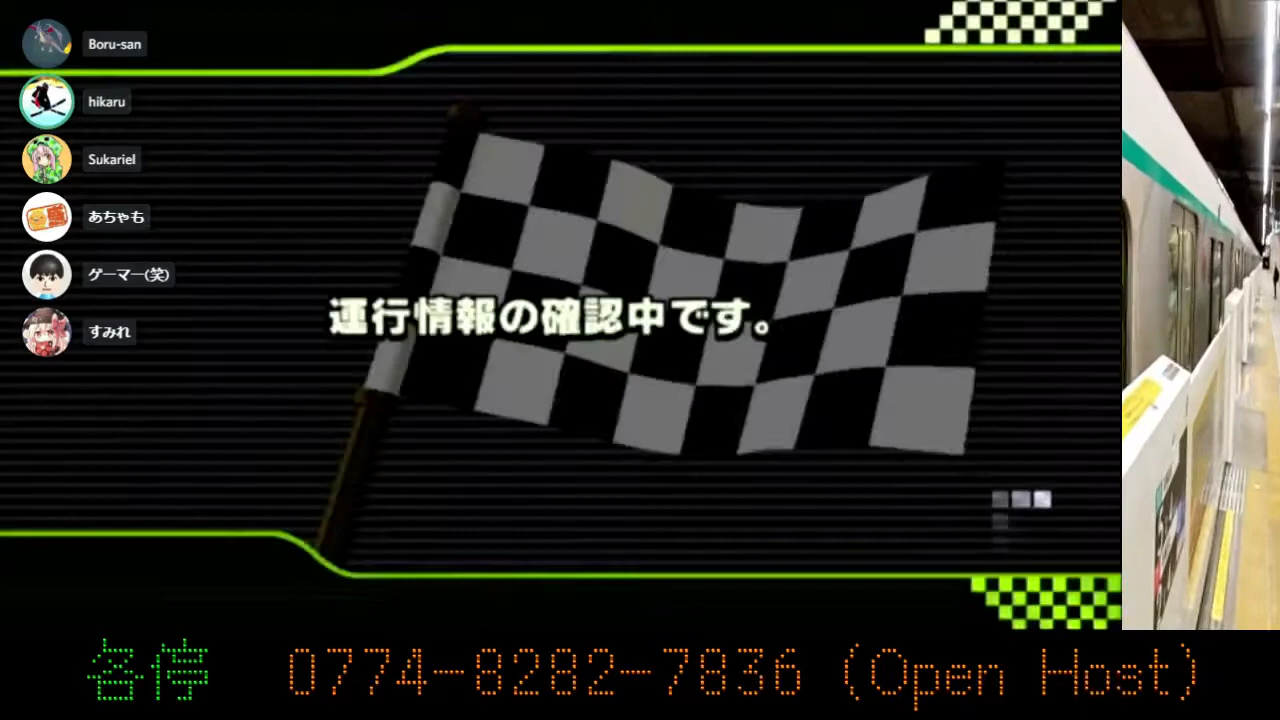 Boru-san
hikaru
Sukariel
あちゃも
ゲーマー(笑)
すみれ
運行情報の確認中です。
各停 0774-8282-7836 (Open Host)